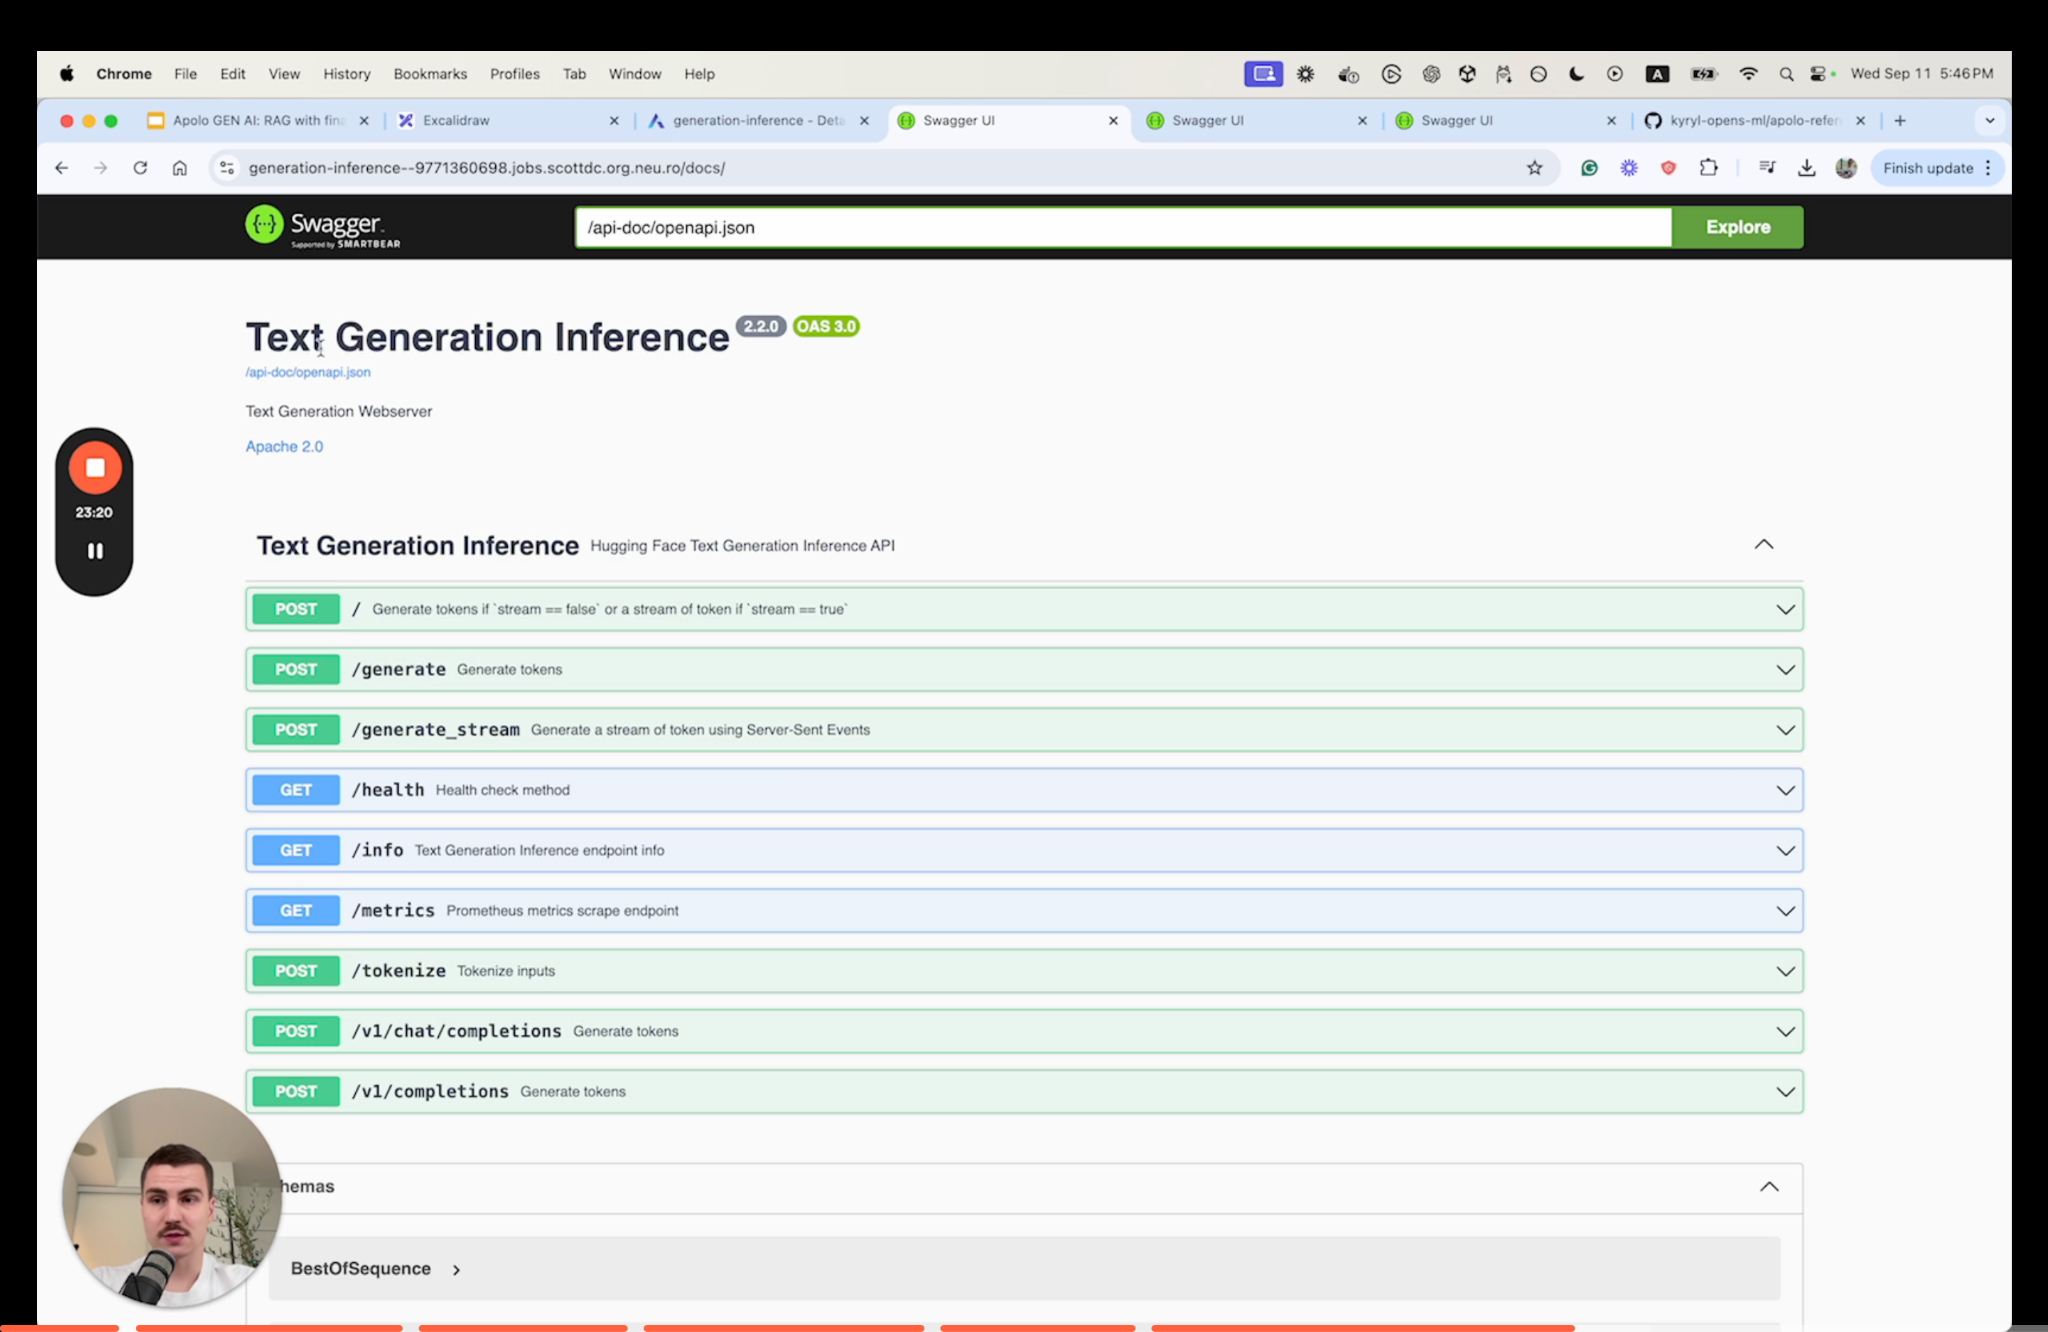 Chrome File Edit View History Bookmarks Profiles Tab Window Help A Wed Sep 11 5:46 PM
Apolo GEN AI: RAG with fina Excalidraw generation-inference - Deta Swagger UI Swagger UI Swagger UI kyryl-opens-ml/apolo-refer
generation-inference--9771360698.jobs.scottdc.org.neu.ro/docs/ Finish update
Swagger /api-doc/openapi.json Explore
Supported by SMARTBEAR
Text Generation Inference 2.2.0 OAS 3.0
/api-doc/openapi.json
Text Generation Webserver
Apache 2.0
23:20
Text Generation Inference Hugging Face Text Generation Inference API
POST / Generate tokens if `stream == false` or a stream of token if `stream == true`
POST /generate Generate tokens
POST /generate_stream Generate a stream of token using Server-Sent Events
GET /health Health check method
GET /info Text Generation Inference endpoint info
GET /metrics Prometheus metrics scrape endpoint
POST /tokenize Tokenize inputs
POST /v1/chat/completions Generate tokens
POST /v1/completions Generate tokens
hemas
BestOfSequence